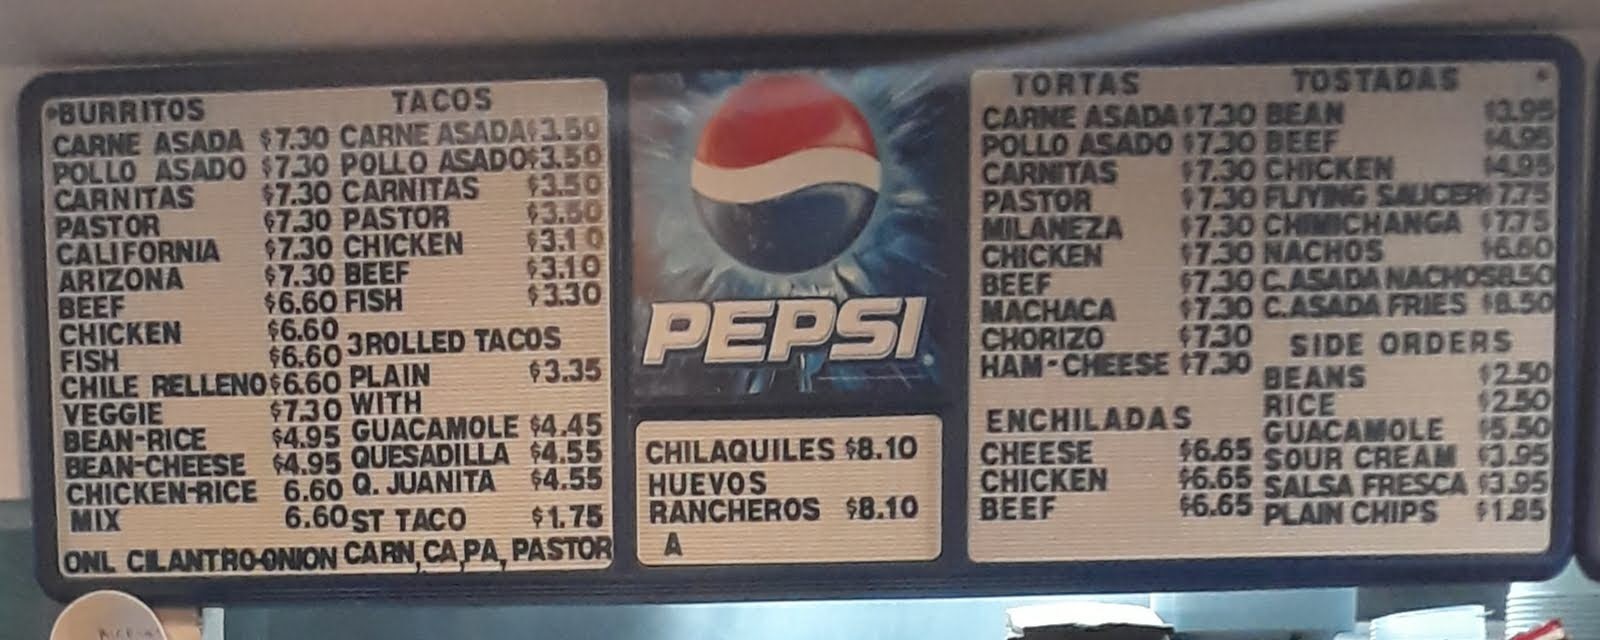 BURRITOS
CARNE ASADA $7.30
POLLO ASADO $7.30
CARNITAS $7.30
PASTOR $7.30
CALIFORNIA $7.30
ARIZONA $7.30
BEEF $6.60
CHICKEN $6.60
FISH $6.60
CHILE RELLENO $6.60
VEGGIE $7.30
BEAN-RICE $4.95
BEAN-CHEESE $4.95
CHICKEN-RICE 6.60
MIX 6.60
TACOS
CARNE ASADA $3.50
POLLO ASADO $3.50
CARNITAS $3.50
PASTOR $3.50
CHICKEN $3.10
BEEF $3.10
FISH $3.30
3ROLLED TACOS
PLAIN $3.35
WITH
GUACAMOLE $4.45
QUESADILLA $4.55
Q. JUANITA $4.55
ST TACO $1.75
ONL CILANTRO-ONION CARN, CA, PA, PASTOR
PEPSI
CHILAQUILES $8.10
HUEVOS
RANCHEROS $8.10
A
TORTAS
CARNE ASADA $7.30
POLLO ASADO $7.30
CARNITAS $7.30
PASTOR $7.30
MILANEZA $7.30
CHICKEN $7.30
BEEF $7.30
MACHACA $7.30
CHORIZO $7.30
HAM-CHEESE $7.30
ENCHILADAS
CHEESE $6.65
CHICKEN $6.65
BEEF $6.65
TOSTADAS
BEAN $3.95
BEEF $4.95
CHICKEN $4.95
FLIYING SAUCER 7.75
CHIMICHANGA $7.75
NACHOS $6.60
C.ASADA NACHOS 8.50
C.ASADA FRIES $8.50
SIDE ORDERS
BEANS $2.50
RICE $2.50
GUACAMOLE $5.50
SOUR CREAM $3.95
SALSA FRESCA $3.95
PLAIN CHIPS $1.85